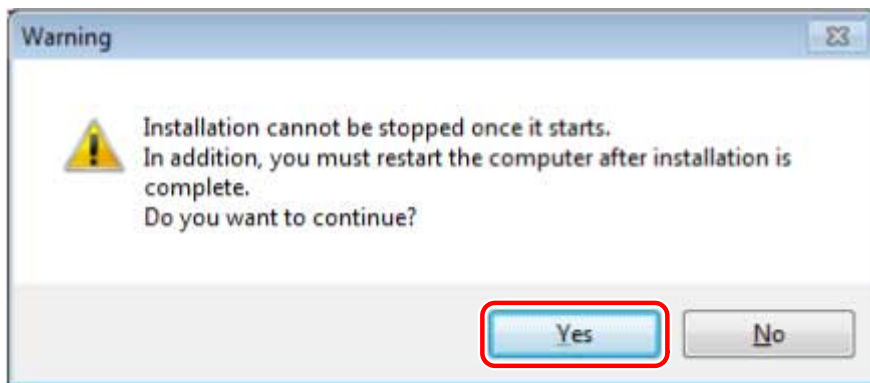 Warning
Installation cannot be stopped once it starts.
In addition, you must restart the computer after installation is
complete.
Do you want to continue?
Yes No